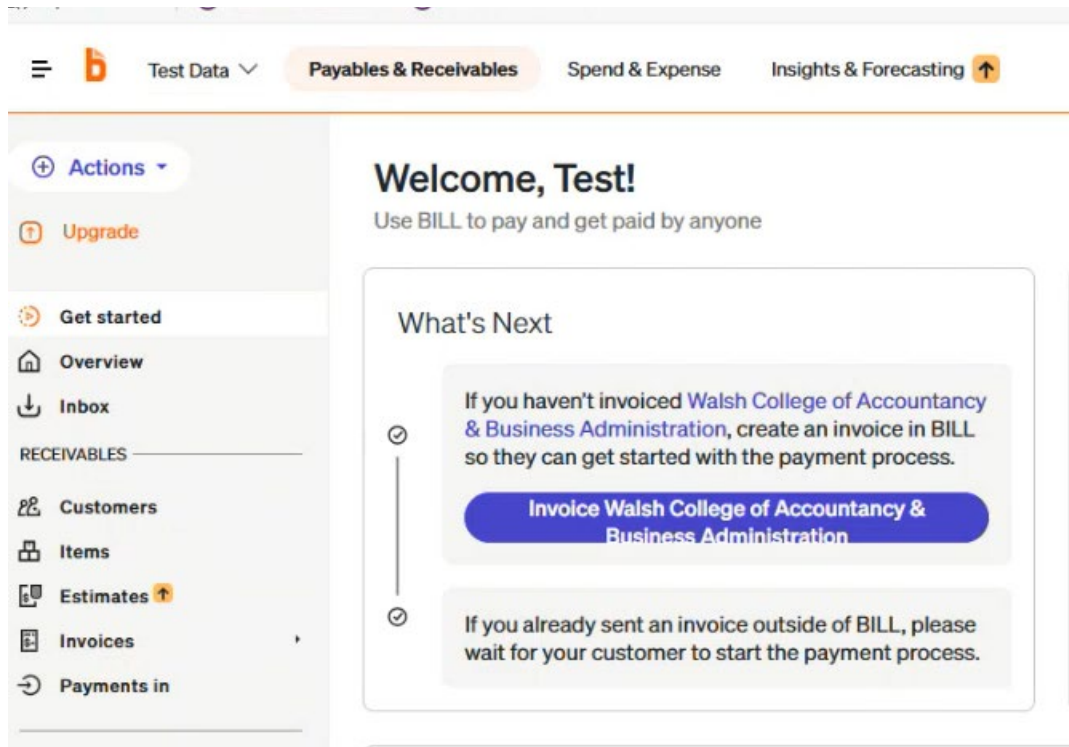 Test Data
Payables & Receivables
Spend & Expense
Insights & Forecasting
Actions
Upgrade
Get started
Overview
Inbox
RECEIVABLES
Customers
Items
Estimates
Invoices
Payments in
Welcome, Test!
Use BILL to pay and get paid by anyone
What's Next
If you haven't invoiced Walsh College of Accountancy
& Business Administration, create an invoice in BILL
so they can get started with the payment process.
Invoice Walsh College of Accountancy &
Business Administration
If you already sent an invoice outside of BILL, please
wait for your customer to start the payment process.